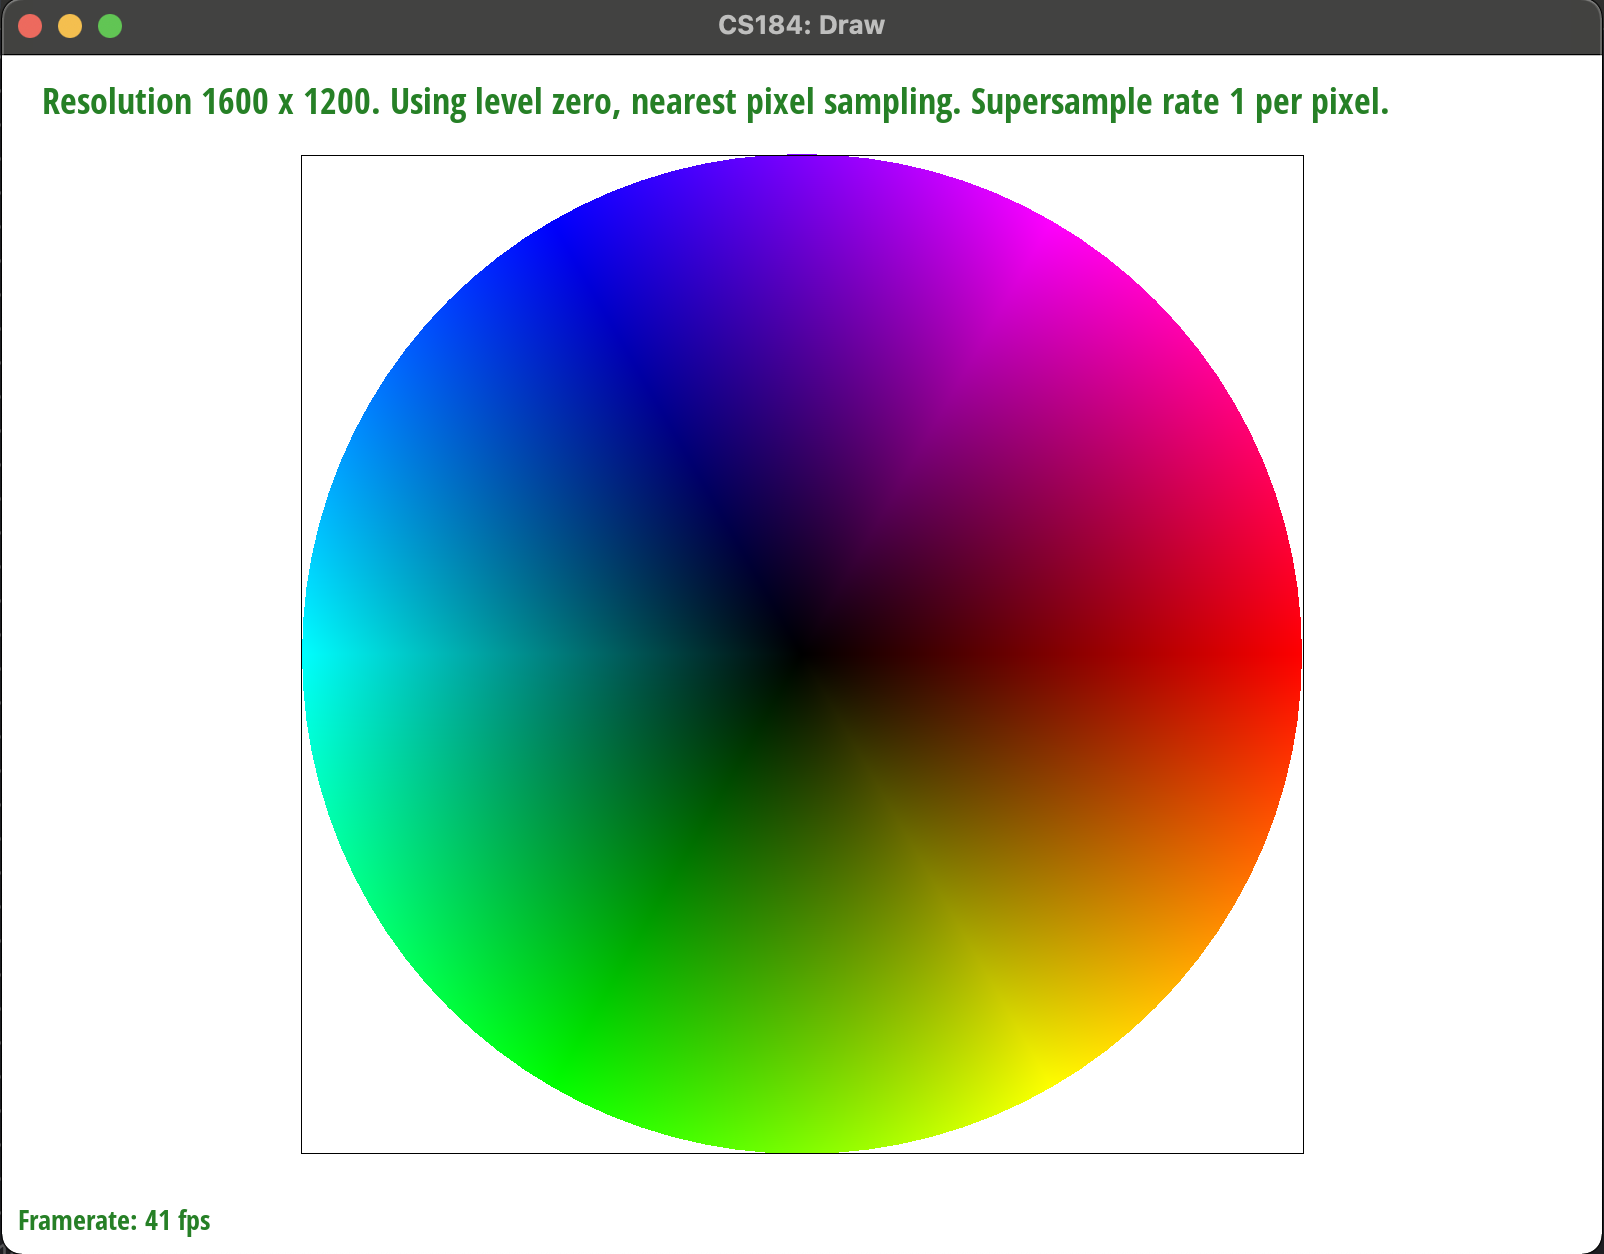 CS184: Draw
Resolution 1600 x 1200. Using level zero, nearest pixel sampling. Supersample rate 1 per pixel.
Framerate: 41 fps